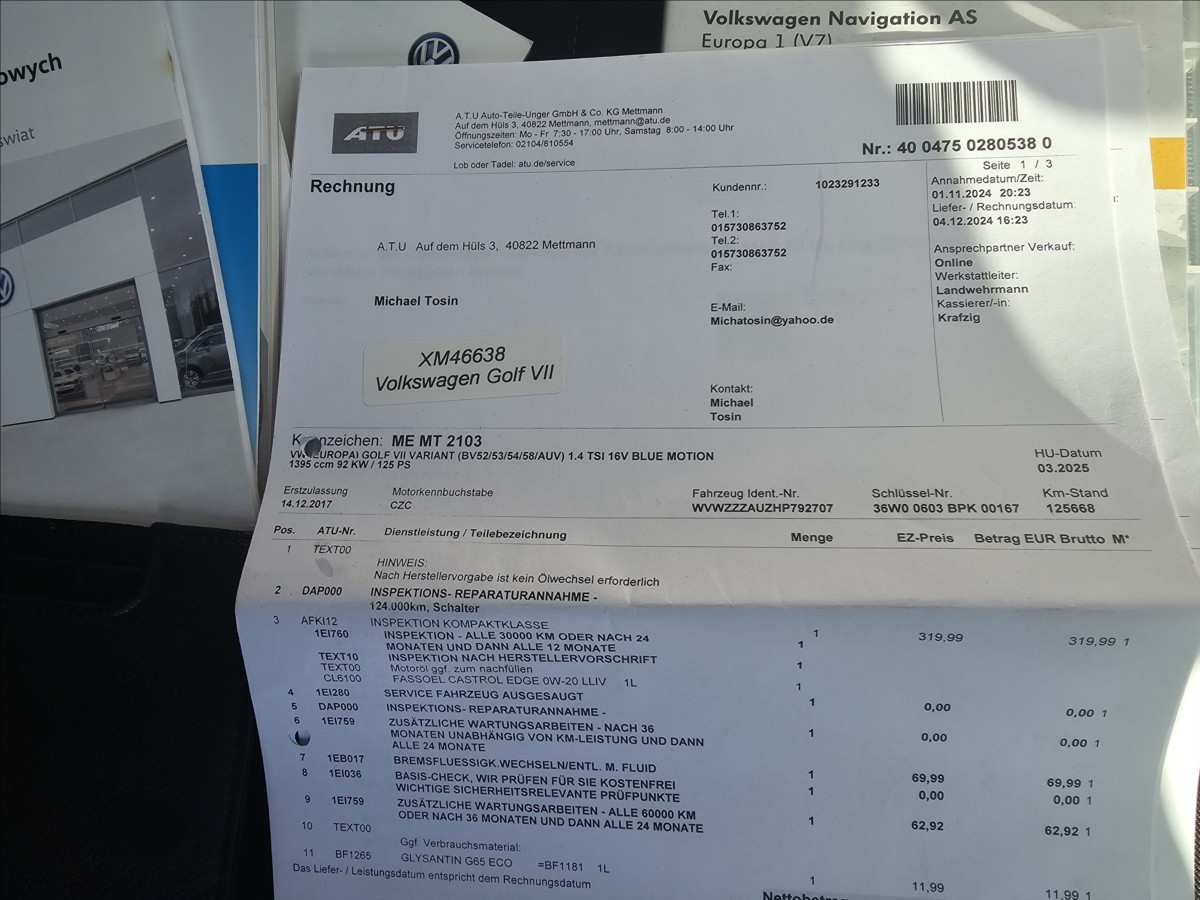 owych
swiat
Volkswagen Navigation AS
Europa 1 (V7)
ATU
A.T.U Auto-Teile-Unger GmbH & Co. KG Mettmann
Auf dem Hüls 3, 40822 Mettmann, mettmann@atu.de
Öffnungszeiten: Mo - Fr 7:30 - 17:00 Uhr, Samstag 8:00 - 14:00 Uhr
Servicetelefon: 02104/810554
Lob oder Tadel: atu.de/service
Nr.: 40 0475 0280538 0
Seite 1 / 3
Rechnung
Kundennr.: 1023291233
Annahmedatum/Zeit:
01.11.2024 20:23
Liefer- / Rechnungsdatum:
04.12.2024 16:23
Tel.1:
015730863752
Tel.2:
015730863752
Fax:
A.T.U Auf dem Hüls 3, 40822 Mettmann
Ansprechpartner Verkauf:
Online
Werkstattleiter:
Landwehrmann
Kassierer/-in:
Krafzig
Michael Tosin
E-Mail:
Michatosin@yahoo.de
XM46638
Volkswagen Golf VII
Kontakt:
Michael
Tosin
K nzeichen: ME MT 2103
VW (EUROPA) GOLF VII VARIANT (BV52/53/54/58/AUV) 1.4 TSI 16V BLUE MOTION
1395 ccm 92 KW / 125 PS
HU-Datum
03.2025
Erstzulassung Motorkennbuchstabe Fahrzeug Ident.-Nr. Schlüssel-Nr. Km-Stand
14.12.2017 CZC WVWZZZAUZHP792707 36W0 0603 BPK 00167 125668
Pos. ATU-Nr. Dienstleistung / Teilebezeichnung Menge EZ-Preis Betrag EUR Brutto M*
1 TEXT00
HINWEIS:
Nach Herstellervorgabe ist kein Ölwechsel erforderlich
2 DAP000 INSPEKTIONS- REPARATURANNAHME -
124.000km, Schalter
3 AFKI12 INSPEKTION KOMPAKTKLASSE 1 319,99 319,99 1
1EI760 INSPEKTION - ALLE 30000 KM ODER NACH 24 1
MONATEN UND DANN ALLE 12 MONATE
TEXT10 INSPEKTION NACH HERSTELLERVORSCHRIFT 1
TEXT00 Motoröl ggf. zum nachfüllen
CL6100 FASSOEL CASTROL EDGE 0W-20 LLIV 1L 1
4 1EI280 SERVICE FAHRZEUG AUSGESAUGT 1 0,00 0,00 1
5 DAP000 INSPEKTIONS- REPARATURANNAHME -
6 1EI759 ZUSÄTZLICHE WARTUNGSARBEITEN - NACH 36 1 0,00 0,00 1
MONATEN UNABHÄNGIG VON KM-LEISTUNG UND DANN
ALLE 24 MONATE
7 1EB017 BREMSFLUESSIGK.WECHSELN/ENTL. M. FLUID 1 69,99 69,99 1
8 1EI036 BASIS-CHECK, WIR PRÜFEN FÜR SIE KOSTENFREI 1 0,00 0,00 1
WICHTIGE SICHERHEITSRELEVANTE PRÜFPUNKTE
9 1EI759 ZUSÄTZLICHE WARTUNGSARBEITEN - ALLE 60000 KM 1 62,92 62,92 1
ODER NACH 36 MONATEN UND DANN ALLE 24 MONATE
10 TEXT00
Ggf. Verbrauchsmaterial:
11 BF1265 GLYSANTIN G65 ECO =BF1181 1L 1 11,99 11,99 1
Das Liefer- / Leistungsdatum entspricht dem Rechnungsdatum